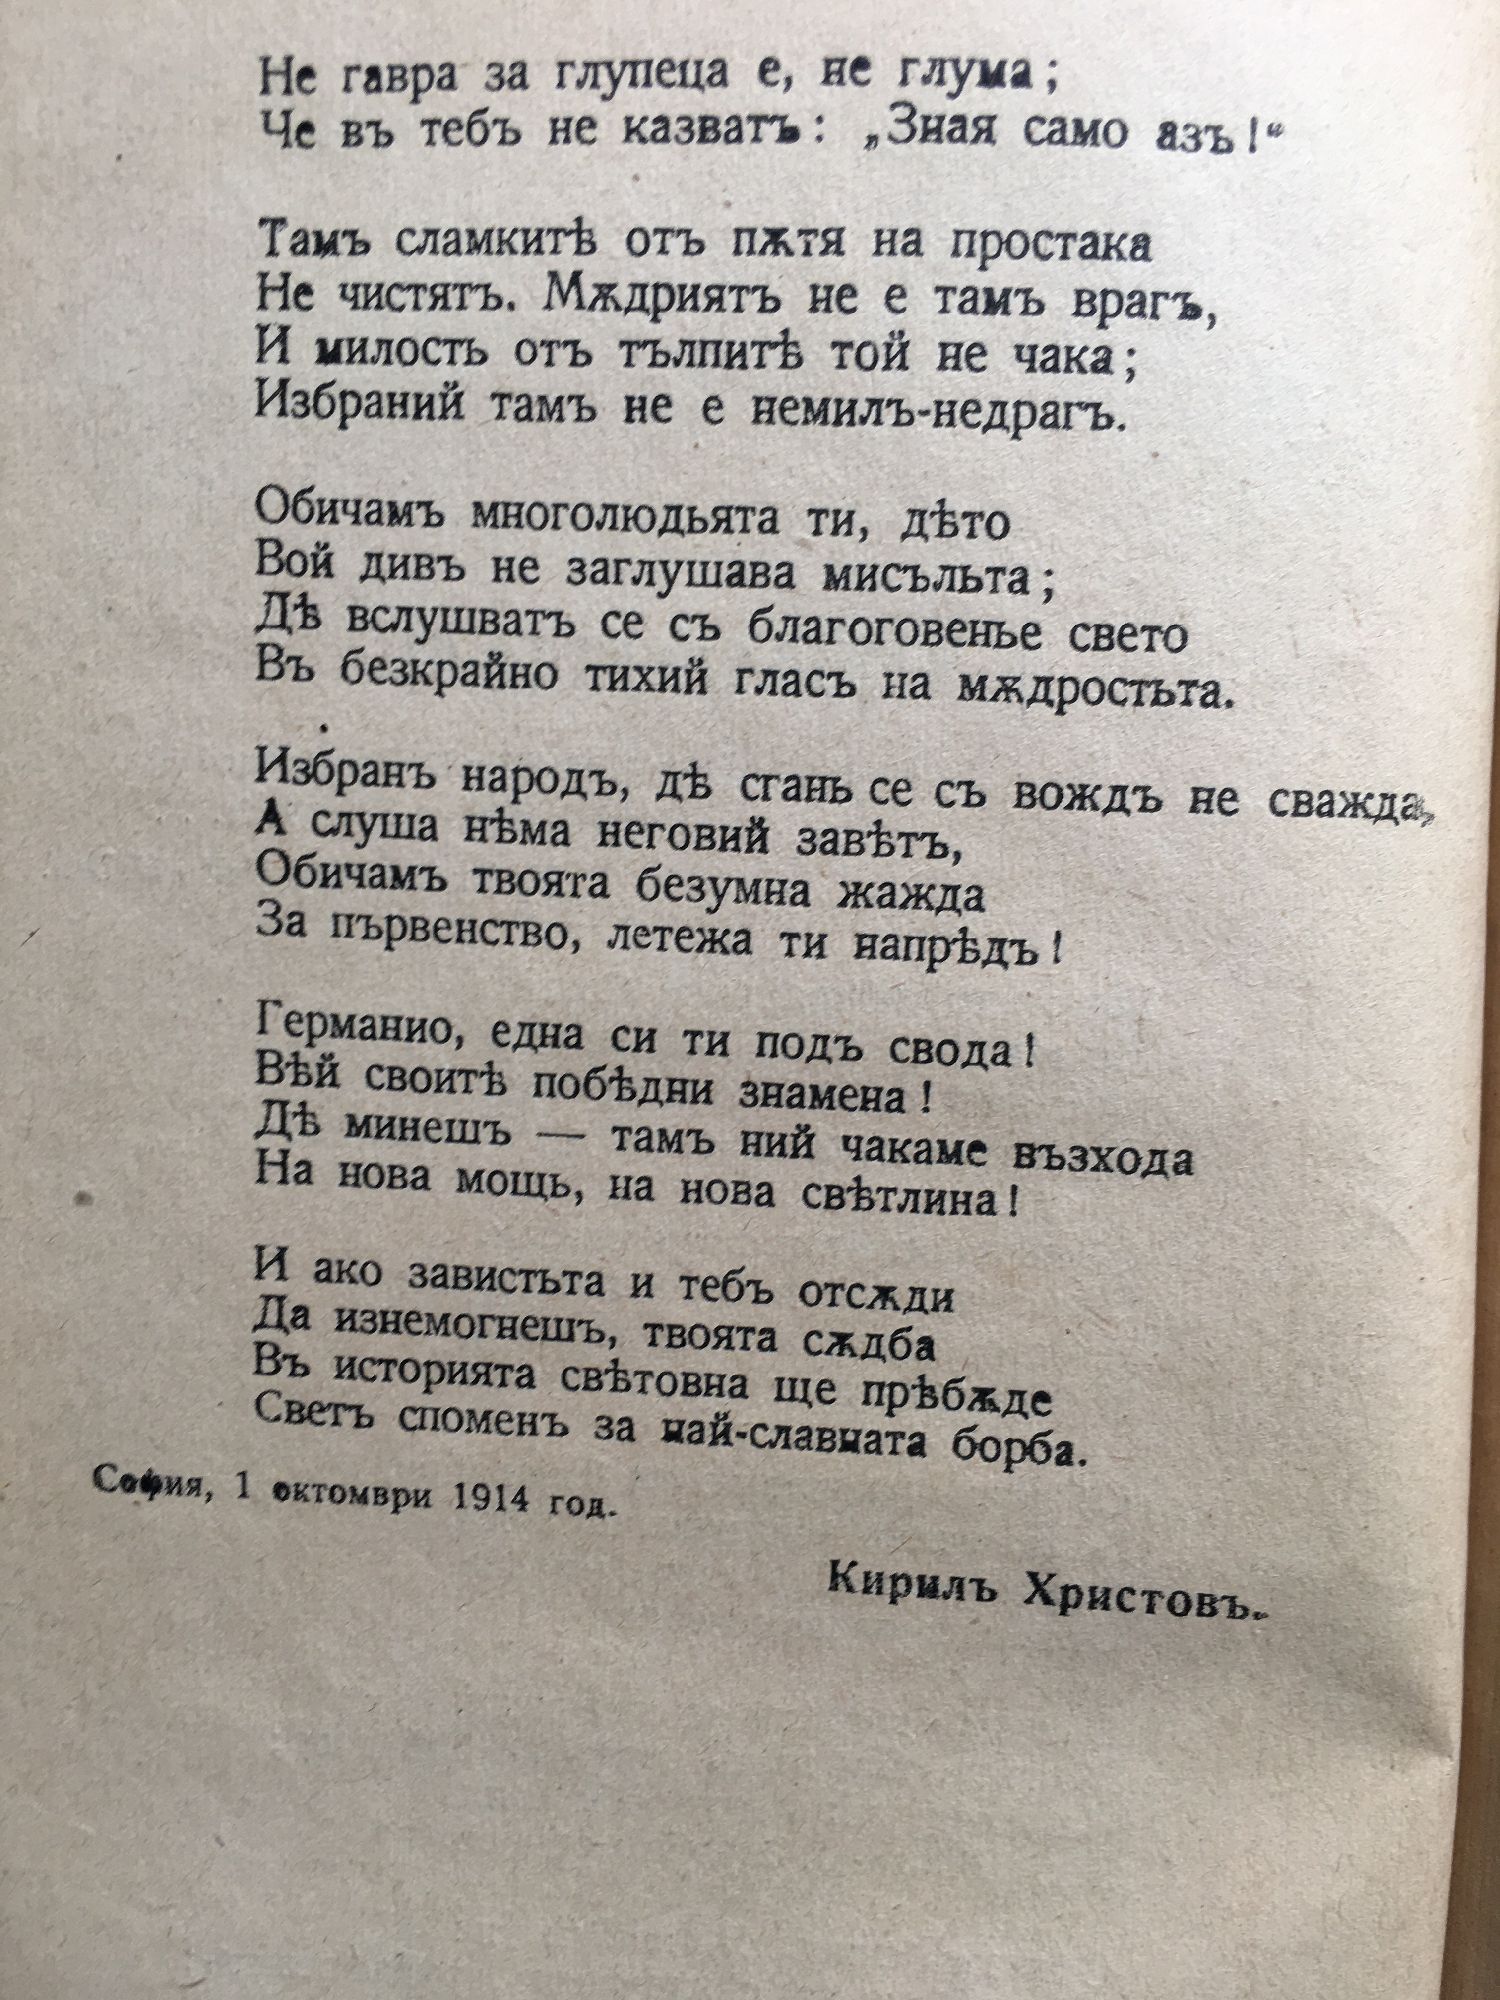 Не гавра за глупеца е, не глума;
Че въ тебъ не казватъ: „Зная само азъ!“
Тамъ сламкитѣ отъ пѫтя на простака
Не чистятъ. Мѫдриятъ не е тамъ врагъ,
И милость отъ тълпитѣ той не чака;
Избраний тамъ не е немилъ-недрагъ.
Обичамъ многолюдьята ти, дѣто
Вой дивъ не заглушава мисъльта;
Дѣ вслушватъ се съ благоговенье свето
Въ безкрайно тихий гласъ на мѫдростьта.
Избранъ народъ, дѣ сгань се съ вождъ не сважда,
А слуша нѣма неговий завѣтъ,
Обичамъ твоята безумна жажда
За първенство, летежа ти напрѣдъ!
Германио, една си ти подъ свода!
Вѣй своитѣ побѣдни знамена!
Дѣ минешъ — тамъ ний чакаме възхода
На нова мощь, на нова свѣтлина!
И ако завистьта и тебъ отсѫди
Да изнемогнешъ, твоята сѫдба
Въ историята свѣтовна ще прѣбѫде
Светъ споменъ за най-славната борба.
София, 1 октомври 1914 год.
Кирилъ Христовъ.